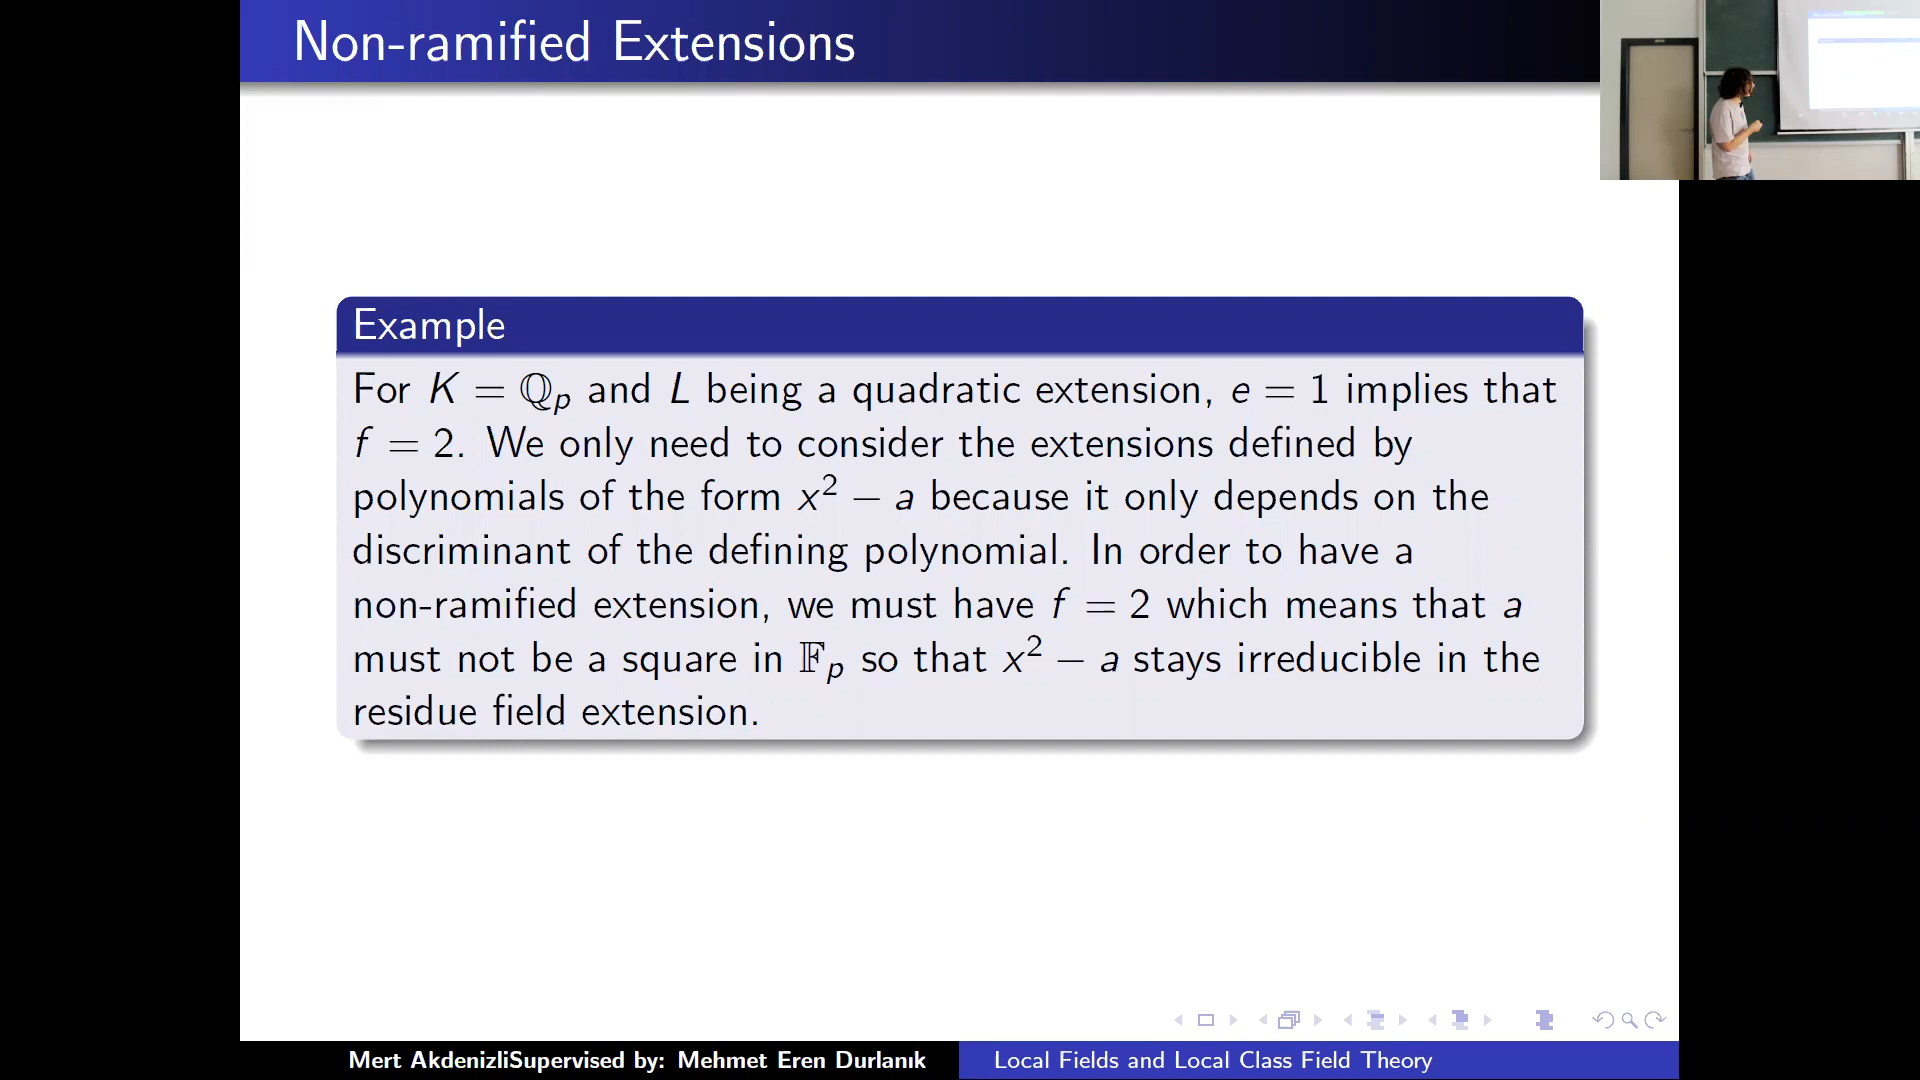 Non-ramified Extensions
Example
For K = ℚₚ and L being a quadratic extension, e = 1 implies that
f = 2. We only need to consider the extensions defined by
polynomials of the form x² − a because it only depends on the
discriminant of the defining polynomial. In order to have a
non-ramified extension, we must have f = 2 which means that a
must not be a square in 𝔽ₚ so that x² − a stays irreducible in the
residue field extension.
Mert AkdenizliSupervised by: Mehmet Eren Durlanık
Local Fields and Local Class Field Theory